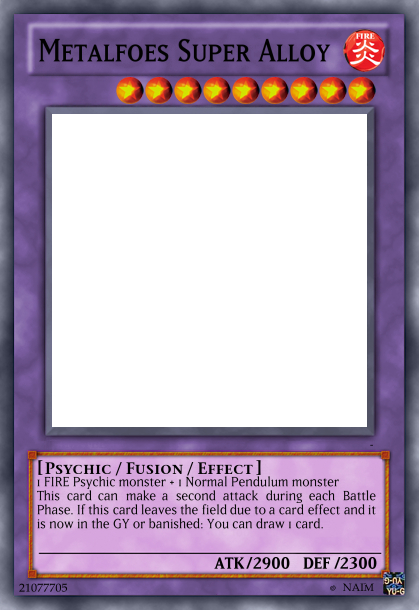 METALFOES SUPER ALLOY
FIRE
炎
[PSYCHIC / FUSION / EFFECT]
1 FIRE Psychic monster + 1 Normal Pendulum monster
This card can make a second attack during each Battle
Phase. If this card leaves the field due to a card effect and it
is now in the GY or banished: You can draw 1 card.
ATK/2900 DEF/2300
21077705
® NAIM
YU-G